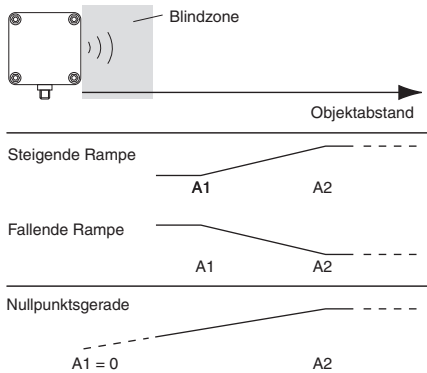 Blindzone
Objektabstand
Steigende Rampe
A1 A2
Fallende Rampe
A1 A2
Nullpunktsgerade
A1 = 0 A2